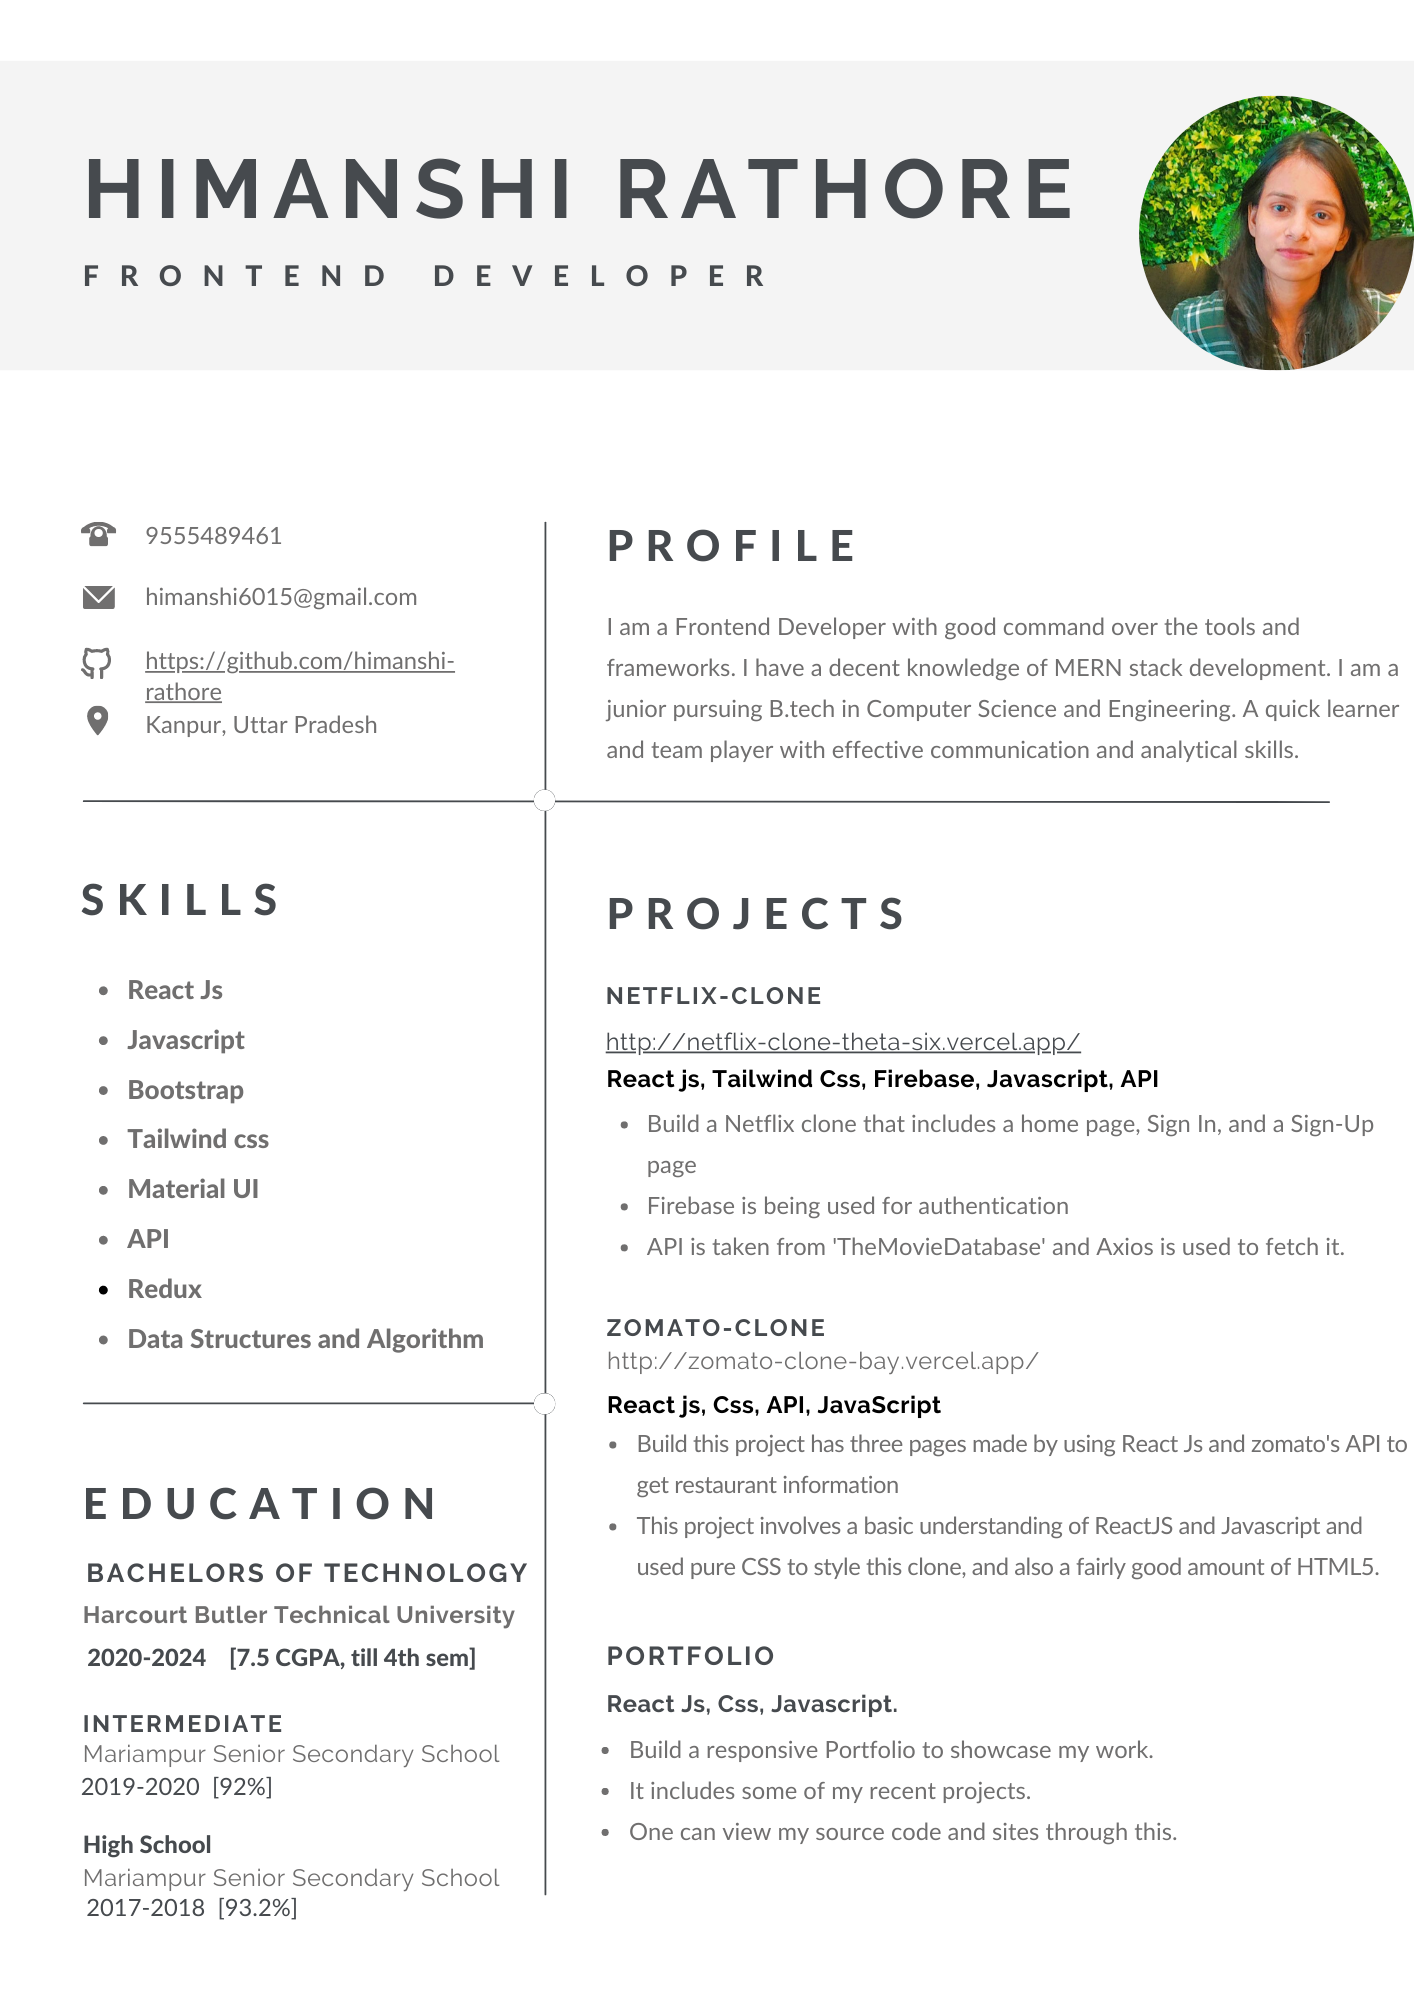 HIMANSHI RATHORE
FRONTEND DEVELOPER
9555489461
himanshi6015@gmail.com
https://github.com/himanshi-
rathore
Kanpur, Uttar Pradesh
PROFILE
I am a Frontend Developer with good command over the tools and
frameworks. I have a decent knowledge of MERN stack development. I am a
junior pursuing B.tech in Computer Science and Engineering. A quick learner
and team player with effective communication and analytical skills.
SKILLS
• React Js
• Javascript
• Bootstrap
• Tailwind css
• Material UI
• API
• Redux
• Data Structures and Algorithm
EDUCATION
BACHELORS OF TECHNOLOGY
Harcourt Butler Technical University
2020-2024 [7.5 CGPA, till 4th sem]
INTERMEDIATE
Mariampur Senior Secondary School
2019-2020 [92%]
High School
Mariampur Senior Secondary School
2017-2018 [93.2%]
PROJECTS
NETFLIX-CLONE
http://netflix-clone-theta-six.vercel.app/
React js, Tailwind Css, Firebase, Javascript, API
• Build a Netflix clone that includes a home page, Sign In, and a Sign-Up
page
• Firebase is being used for authentication
• API is taken from 'TheMovieDatabase' and Axios is used to fetch it.
ZOMATO-CLONE
http://zomato-clone-bay.vercel.app/
React js, Css, API, JavaScript
• Build this project has three pages made by using React Js and zomato's API to
get restaurant information
• This project involves a basic understanding of ReactJS and Javascript and
used pure CSS to style this clone, and also a fairly good amount of HTML5.
PORTFOLIO
React Js, Css, Javascript.
• Build a responsive Portfolio to showcase my work.
• It includes some of my recent projects.
• One can view my source code and sites through this.